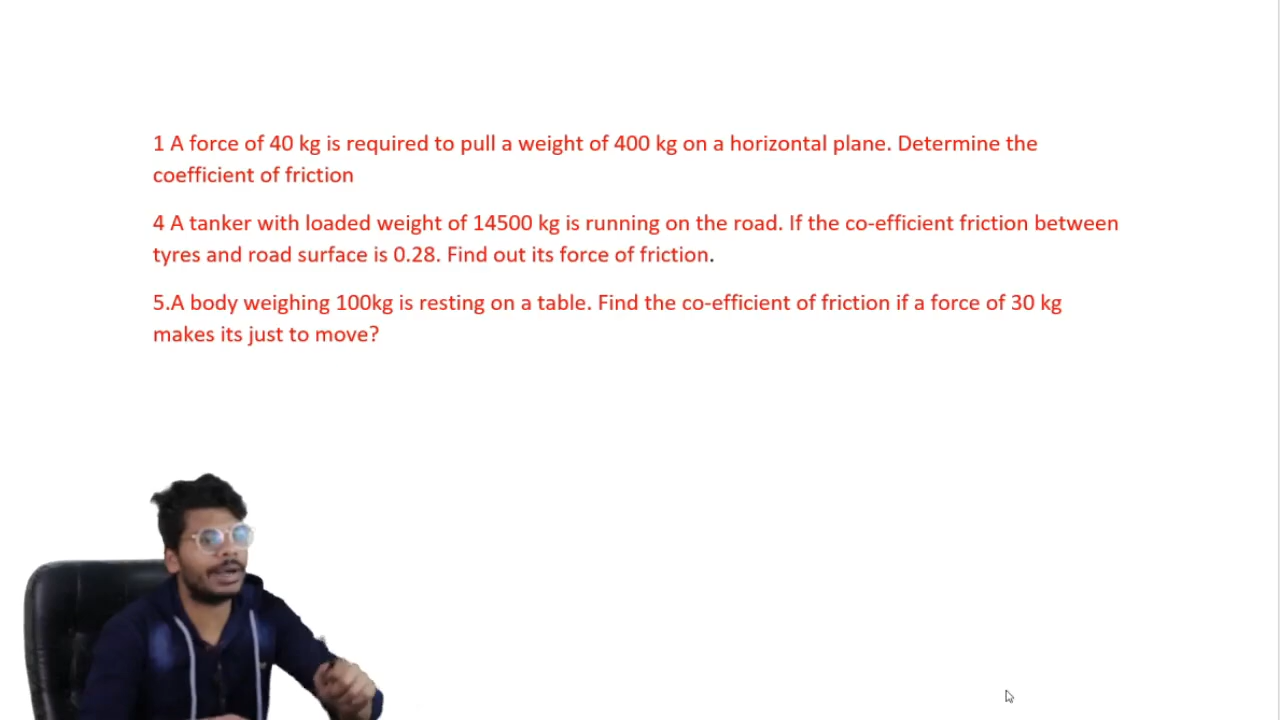 1 A force of 40 kg is required to pull a weight of 400 kg on a horizontal plane. Determine the
coefficient of friction
4 A tanker with loaded weight of 14500 kg is running on the road. If the co-efficient friction between
tyres and road surface is 0.28. Find out its force of friction.
5.A body weighing 100kg is resting on a table. Find the co-efficient of friction if a force of 30 kg
makes its just to move?